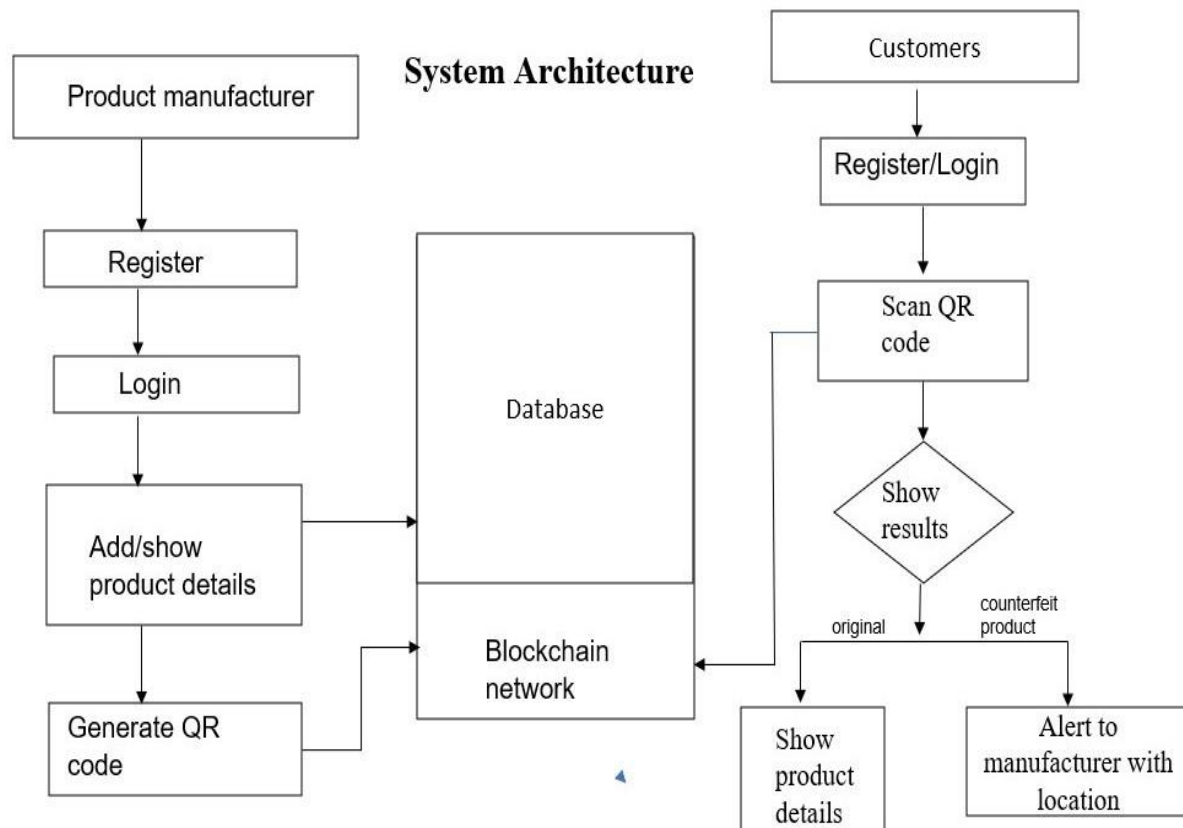 System Architecture
Product manufacturer
Register
Login
Add/show
product details
Generate QR
code
Database
Blockchain
network
Customers
Register/Login
Scan QR
code
Show
results
original
counterfeit
product
Show
product
details
Alert to
manufacturer with
location